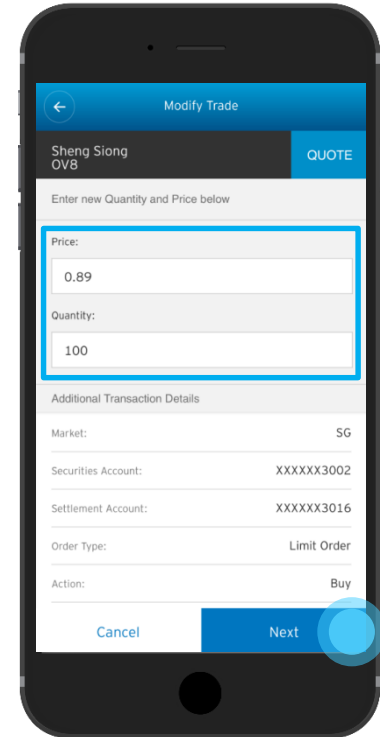 Modify Trade
Sheng Siong
OV8
QUOTE
Enter new Quantity and Price below
Price:
0.89
Quantity:
100
Additional Transaction Details
Market:
SG
Securities Account:
XXXXXX3002
Settlement Account:
XXXXXX3016
Order Type:
Limit Order
Action:
Buy
Cancel
Next